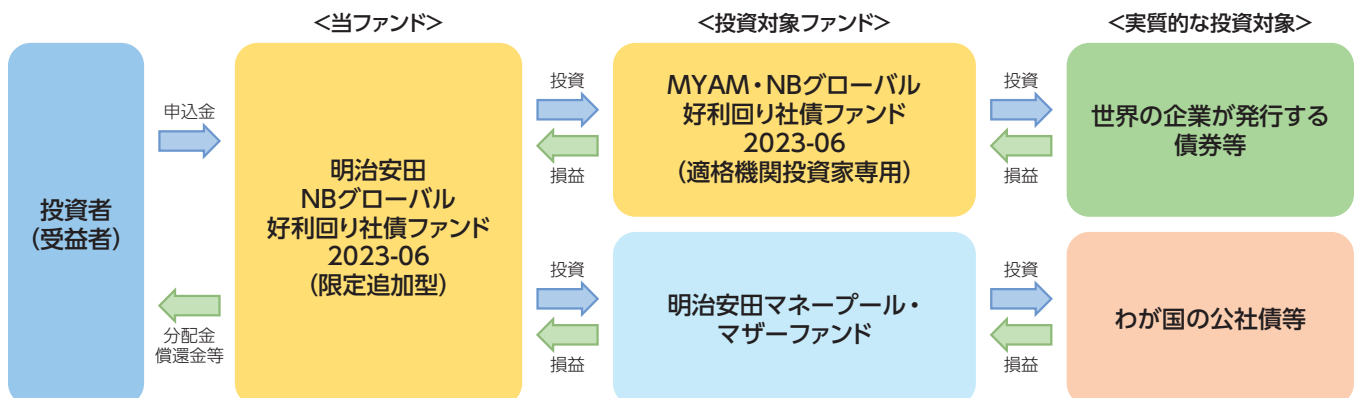 <当ファンド>
<投資対象ファンド>
<実質的な投資対象>
投資者
(受益者)
申込金
分配金
償還金等
明治安田
NBグローバル
好利回り社債ファンド
2023-06
(限定追加型)
投資
損益
MYAM・NBグローバル
好利回り社債ファンド
2023-06
(適格機関投資家専用)
投資
損益
世界の企業が発行する
債券等
投資
損益
明治安田マネープール・
マザーファンド
投資
損益
わが国の公社債等